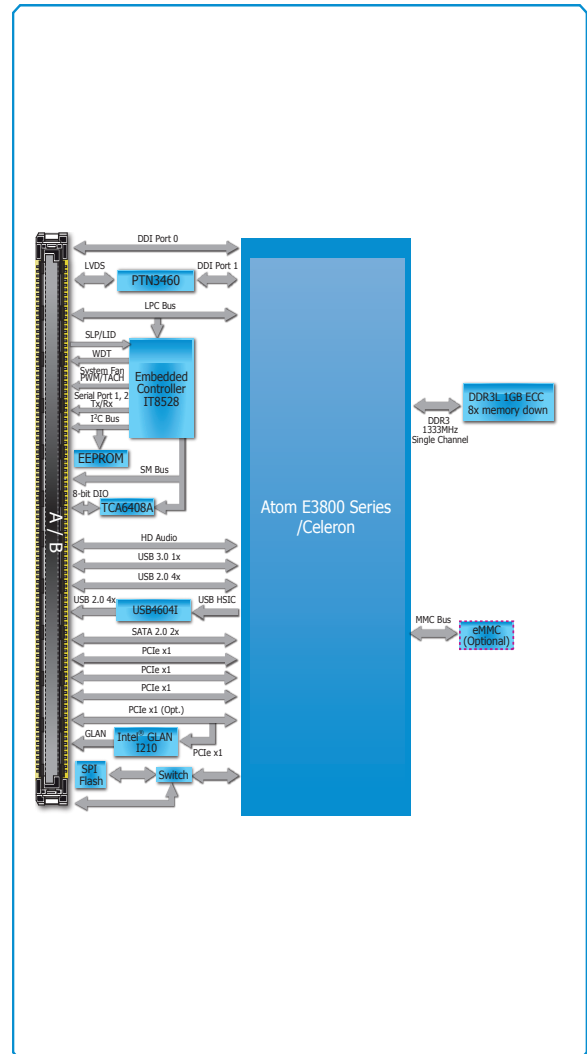 DDI Port 0
LVDS
DDI Port 1
PTN3460
LPC Bus
SLP/LID
WDT
System Fan
PWM/TACH
Serial Port 1, 2
Tx/Rx
I²C Bus
Embedded
Controller
IT8528
EEPROM
SM Bus
8-bit DIO
TCA6408A
A / B
HD Audio
USB 3.0 1x
USB 2.0 4x
USB 2.0 4x
USB HSIC
USB4604I
SATA 2.0 2x
PCIe x1
PCIe x1
PCIe x1
PCIe x1 (Opt.)
GLAN
Intel® GLAN
I210
PCIe x1
SPI
Flash
Switch
Atom E3800 Series
/Celeron
DDR3
1333MHz
Single Channel
DDR3L 1GB ECC
8x memory down
MMC Bus
eMMC
(Optional)